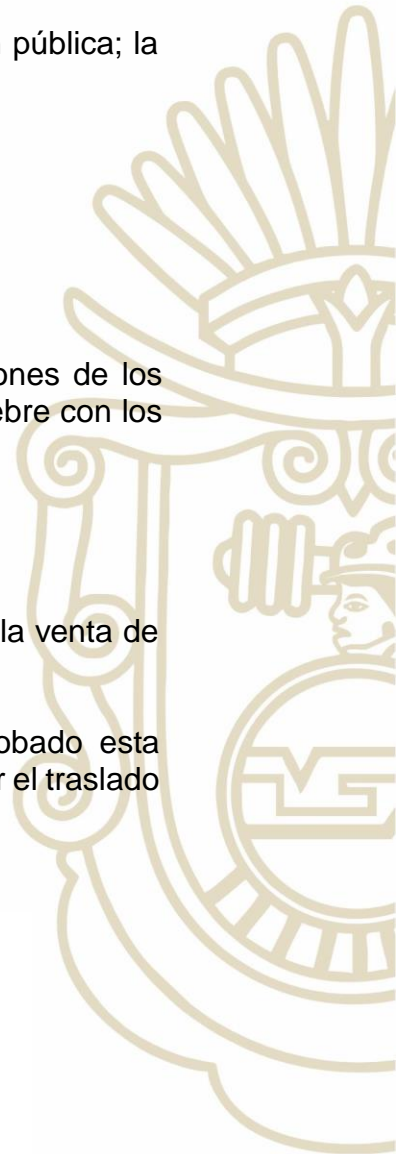 pública; la
ones de los
ebre con los
la venta de
obado esta
r el traslado